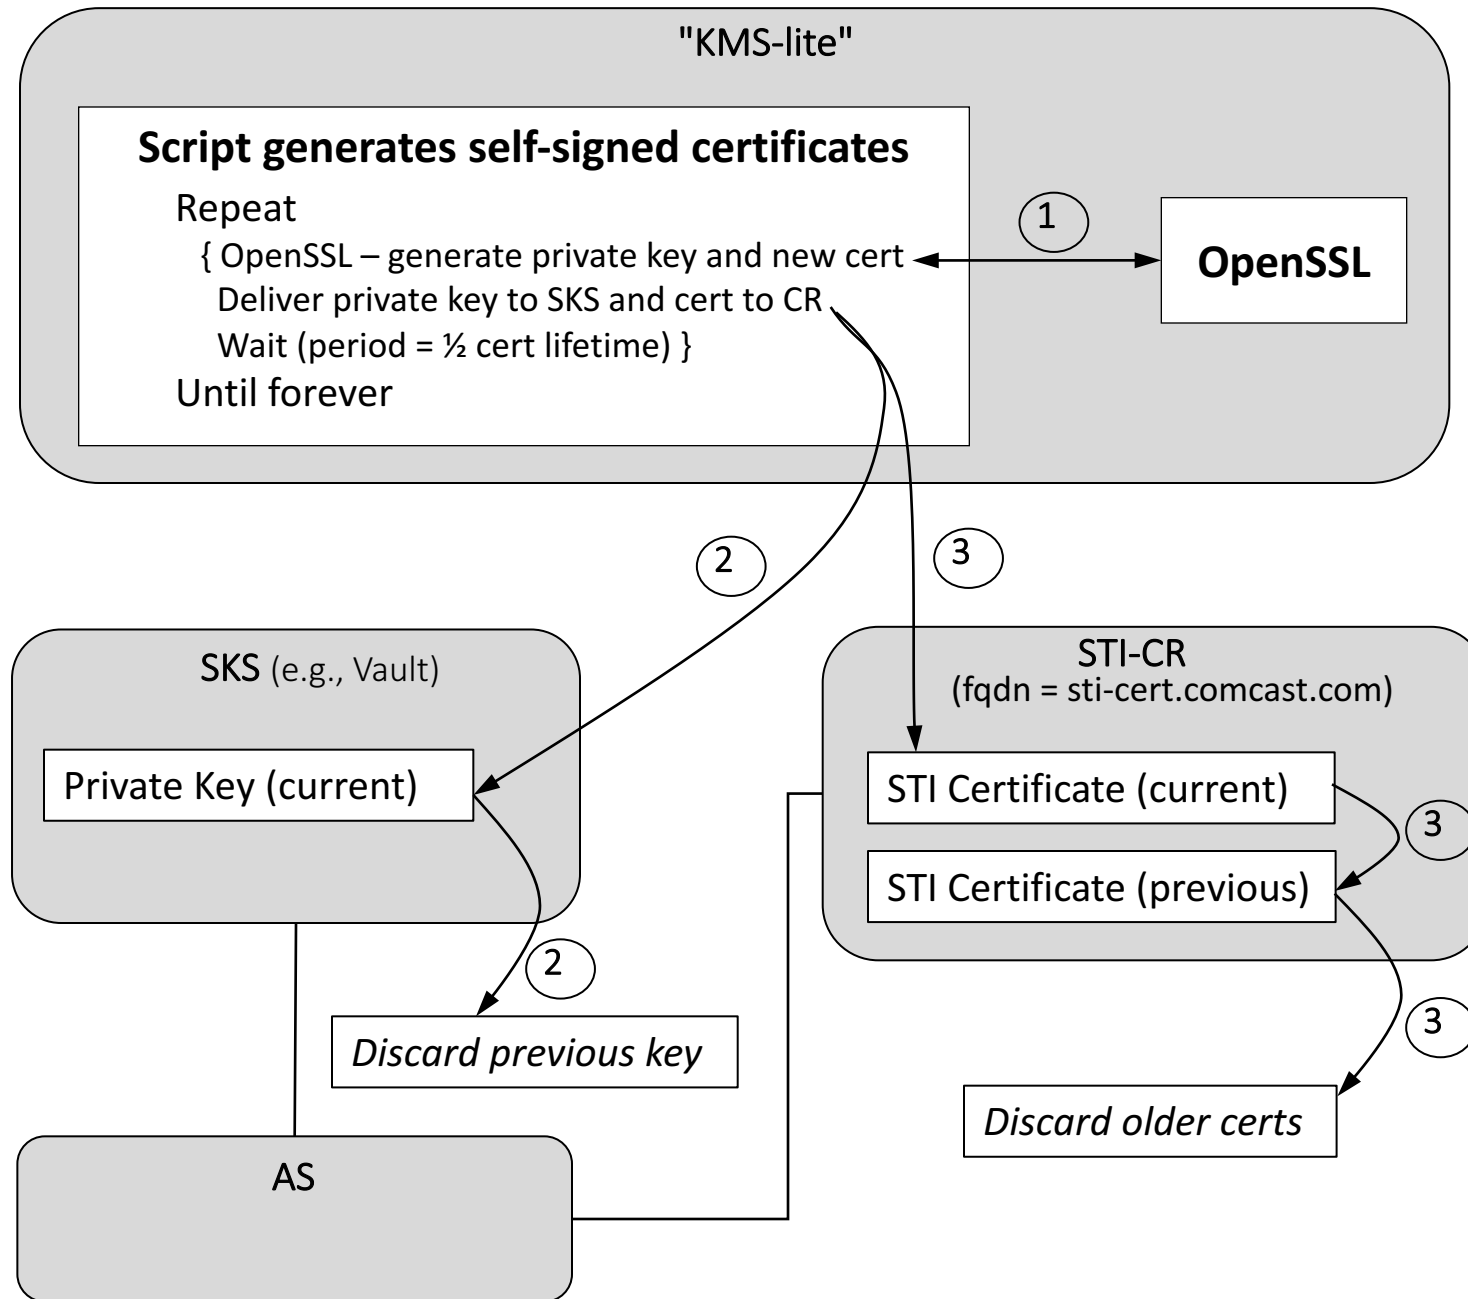 "KMS-lite"
Script generates self-signed certificates
Repeat
{ OpenSSL – generate private key and new cert
Deliver private key to SKS and cert to CR
Wait (period = ½ cert lifetime) }
Until forever
1
OpenSSL
2
3
SKS (e.g., Vault)
Private Key (current)
2
Discard previous key
STI-CR
(fqdn = sti-cert.comcast.com)
STI Certificate (current)
3
STI Certificate (previous)
3
Discard older certs
AS